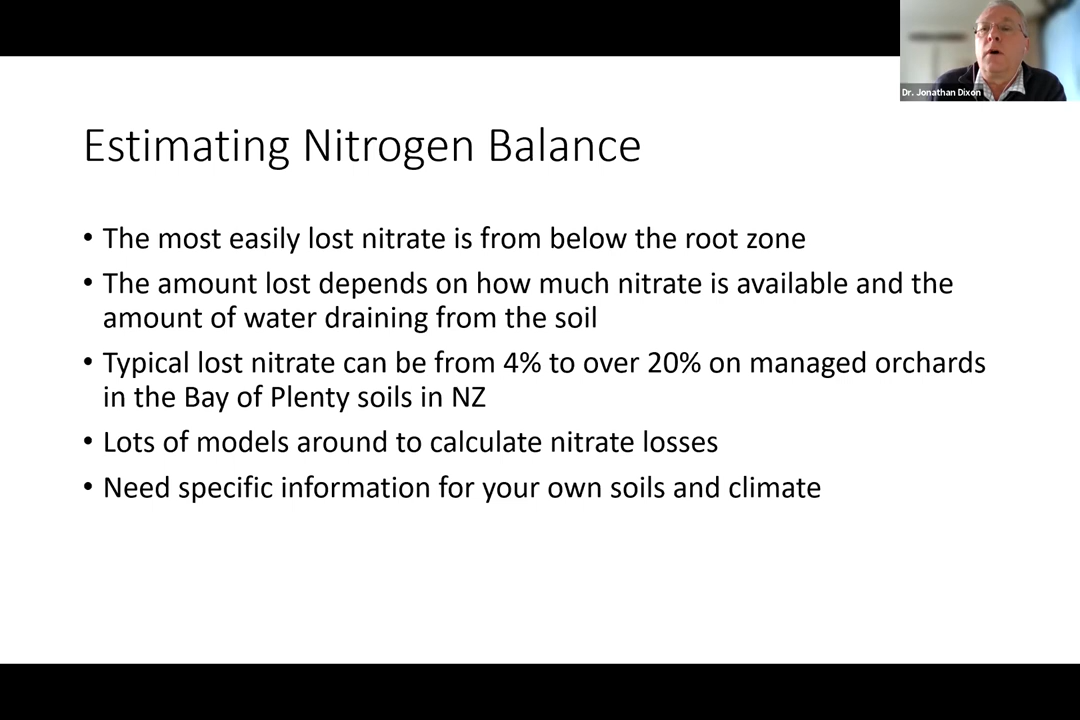 Dr. Jonathan Dixon
Estimating Nitrogen Balance
• The most easily lost nitrate is from below the root zone
• The amount lost depends on how much nitrate is available and the
amount of water draining from the soil
• Typical lost nitrate can be from 4% to over 20% on managed orchards
in the Bay of Plenty soils in NZ
• Lots of models around to calculate nitrate losses
• Need specific information for your own soils and climate